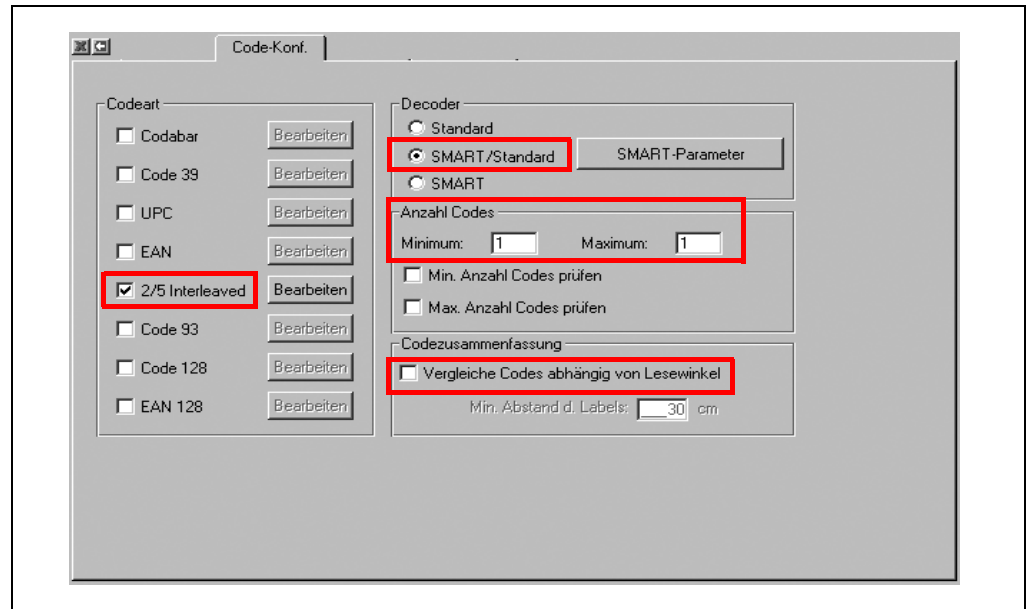 Code-Konf.
Codeart
Codabar Bearbeiten
Code 39 Bearbeiten
UPC Bearbeiten
EAN Bearbeiten
2/5 Interleaved Bearbeiten
Code 93 Bearbeiten
Code 128 Bearbeiten
EAN 128 Bearbeiten
Decoder
Standard
SMART/Standard SMART-Parameter
SMART
Anzahl Codes
Minimum: 1 Maximum: 1
Min. Anzahl Codes prüfen
Max. Anzahl Codes prüfen
Codezusammenfassung
Vergleiche Codes abhängig von Lesewinkel
Min. Abstand d. Labels: __30 cm